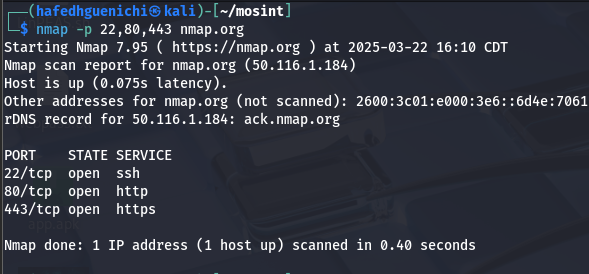 ┌──(hafedhguenichi㉿kali)-[~/mosint]
└─$ nmap -p 22,80,443 nmap.org
Starting Nmap 7.95 ( https://nmap.org ) at 2025-03-22 16:10 CDT
Nmap scan report for nmap.org (50.116.1.184)
Host is up (0.075s latency).
Other addresses for nmap.org (not scanned): 2600:3c01:e000:3e6::6d4e:7061
rDNS record for 50.116.1.184: ack.nmap.org
PORT    STATE SERVICE
22/tcp  open  ssh
80/tcp  open  http
443/tcp open  https
Nmap done: 1 IP address (1 host up) scanned in 0.40 seconds